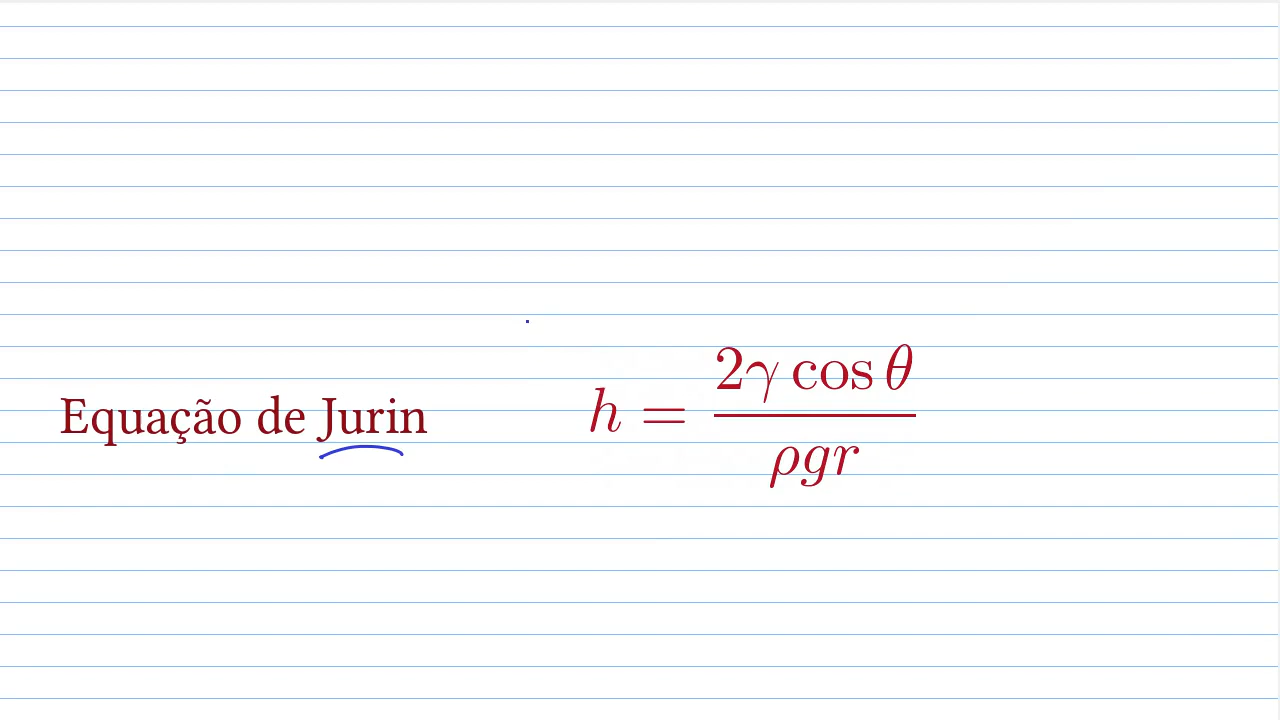 Equação de Jurin
h = 2γ cos θ / ρgr